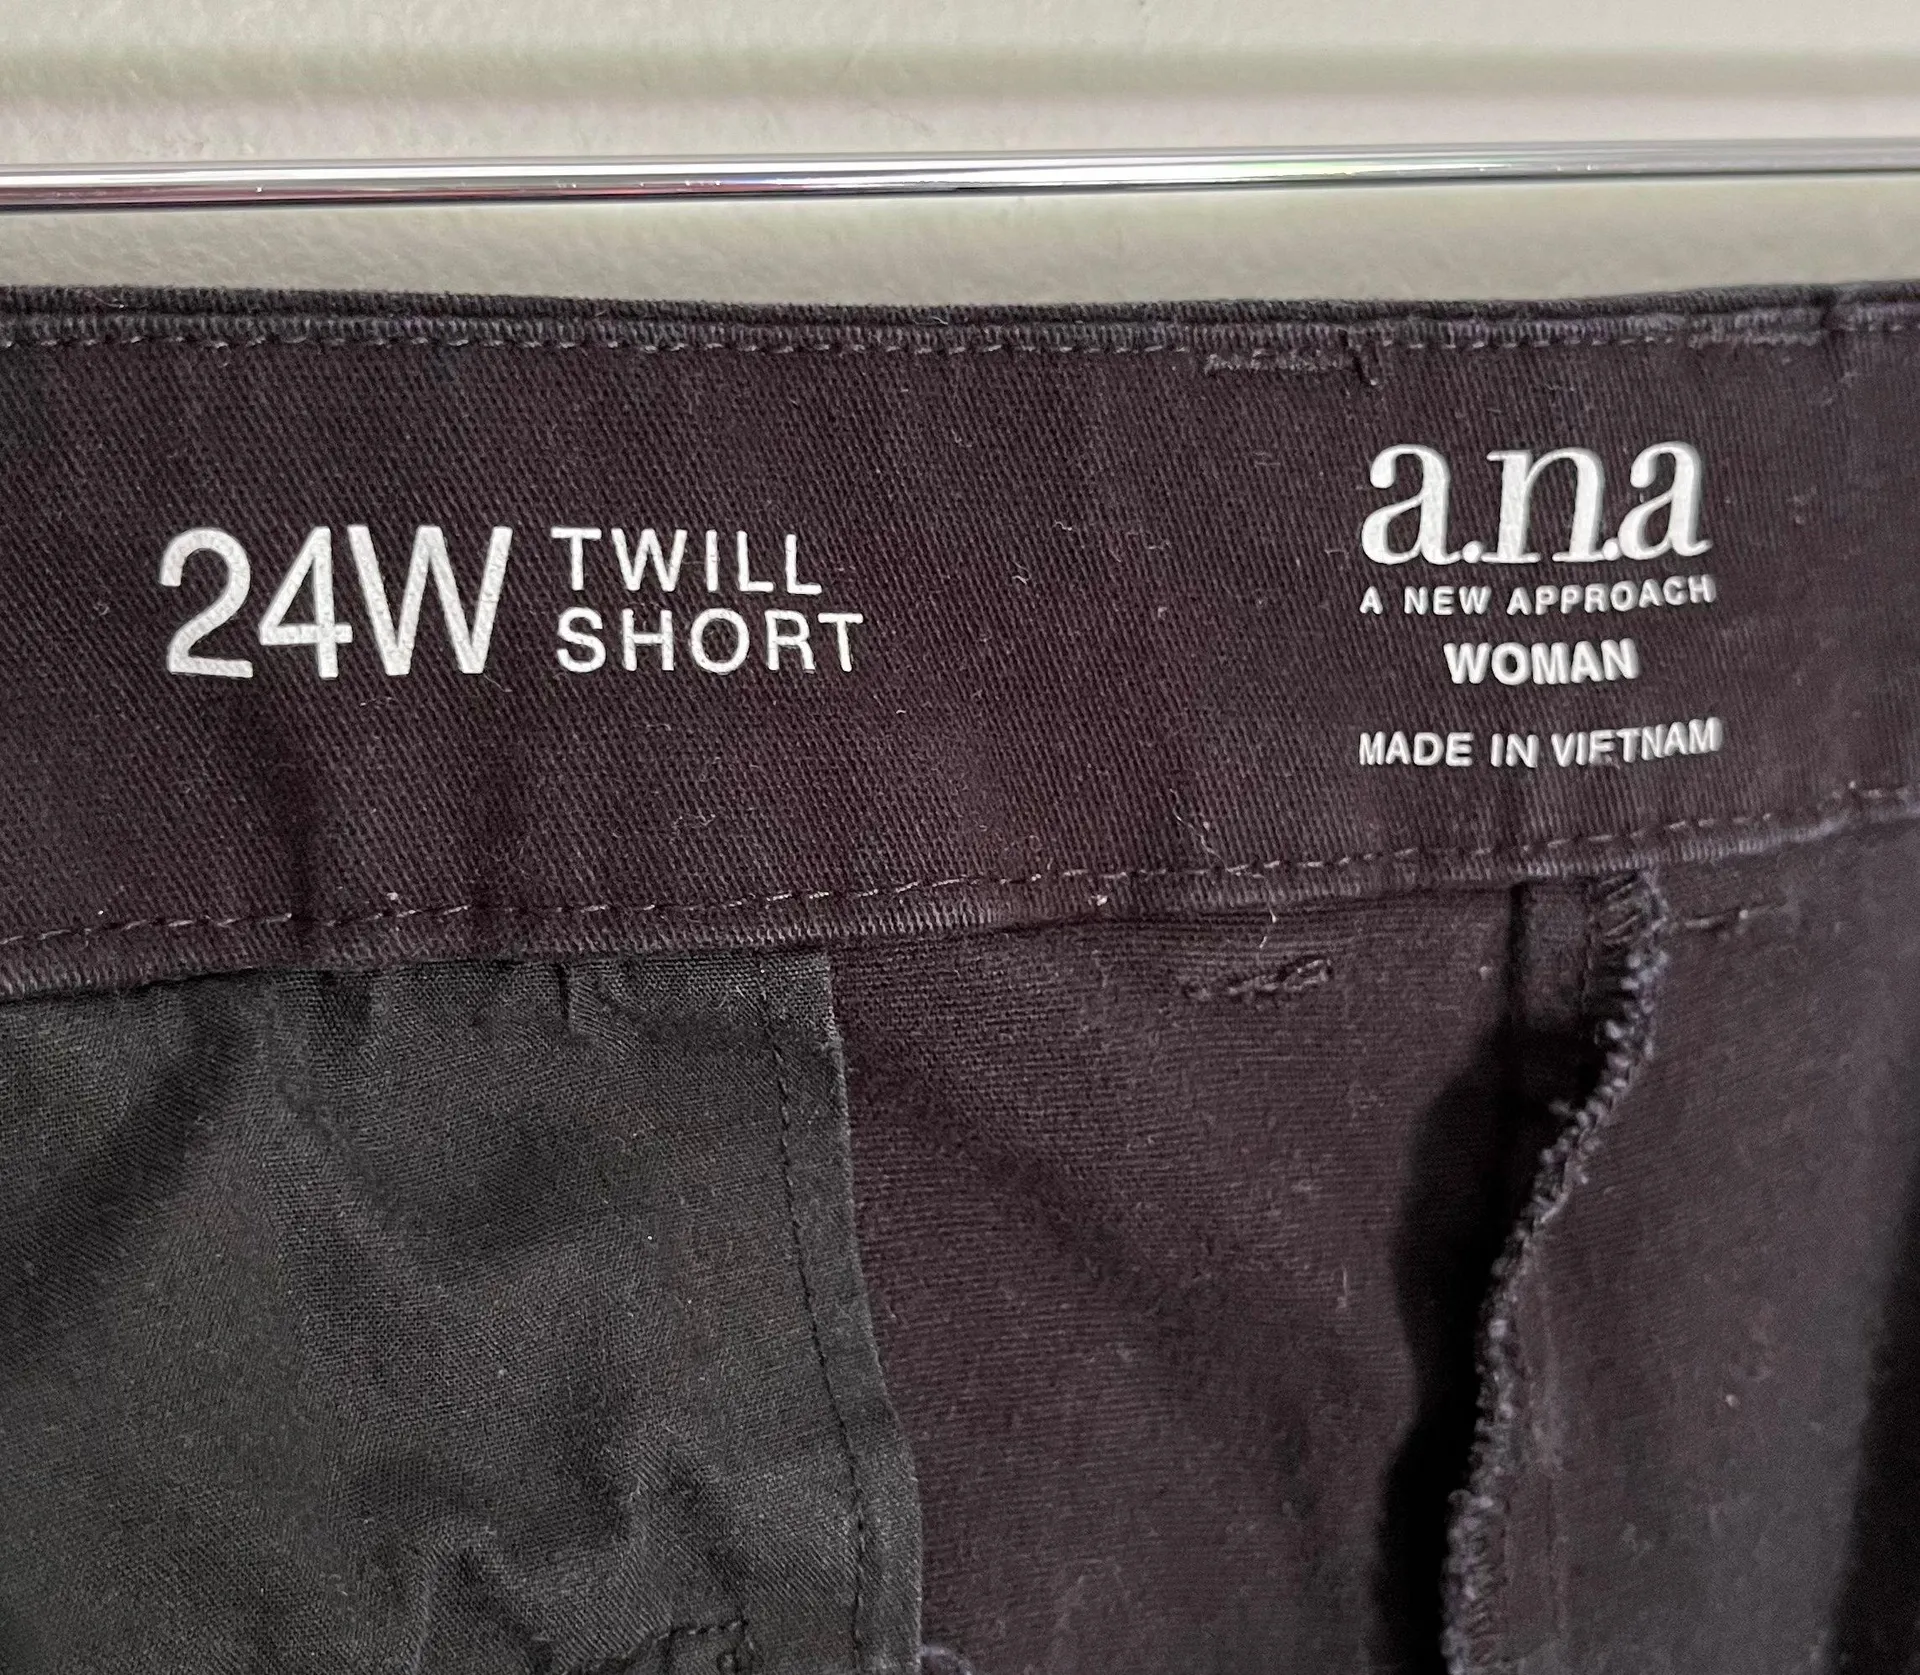 24W TWILL
SHORT
a.n.a
A NEW APPROACH
WOMAN
MADE IN VIETNAM